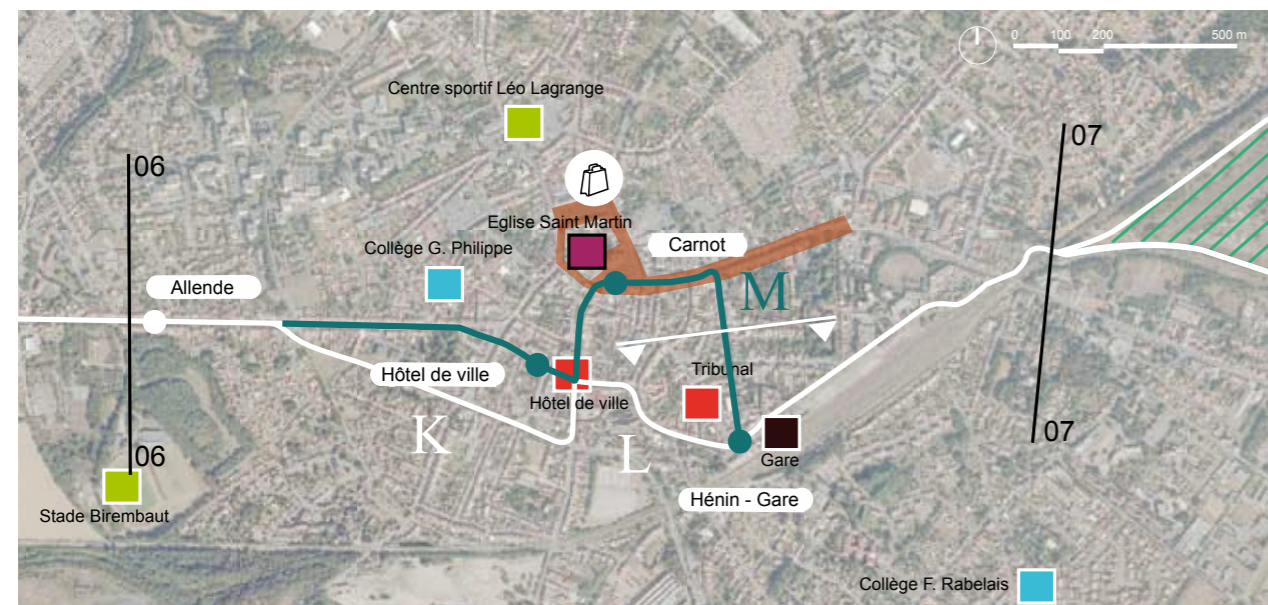 0 100 200 500 m
Centre sportif Léo Lagrange
07
06
Eglise Saint Martin
Collège G. Philippe
Carnot
Allende
M
Tribunal
Hôtel de ville
Hôtel de ville
K
L
07
06
Gare
Hénin - Gare
Stade Birembaut
Collège F. Rabelais